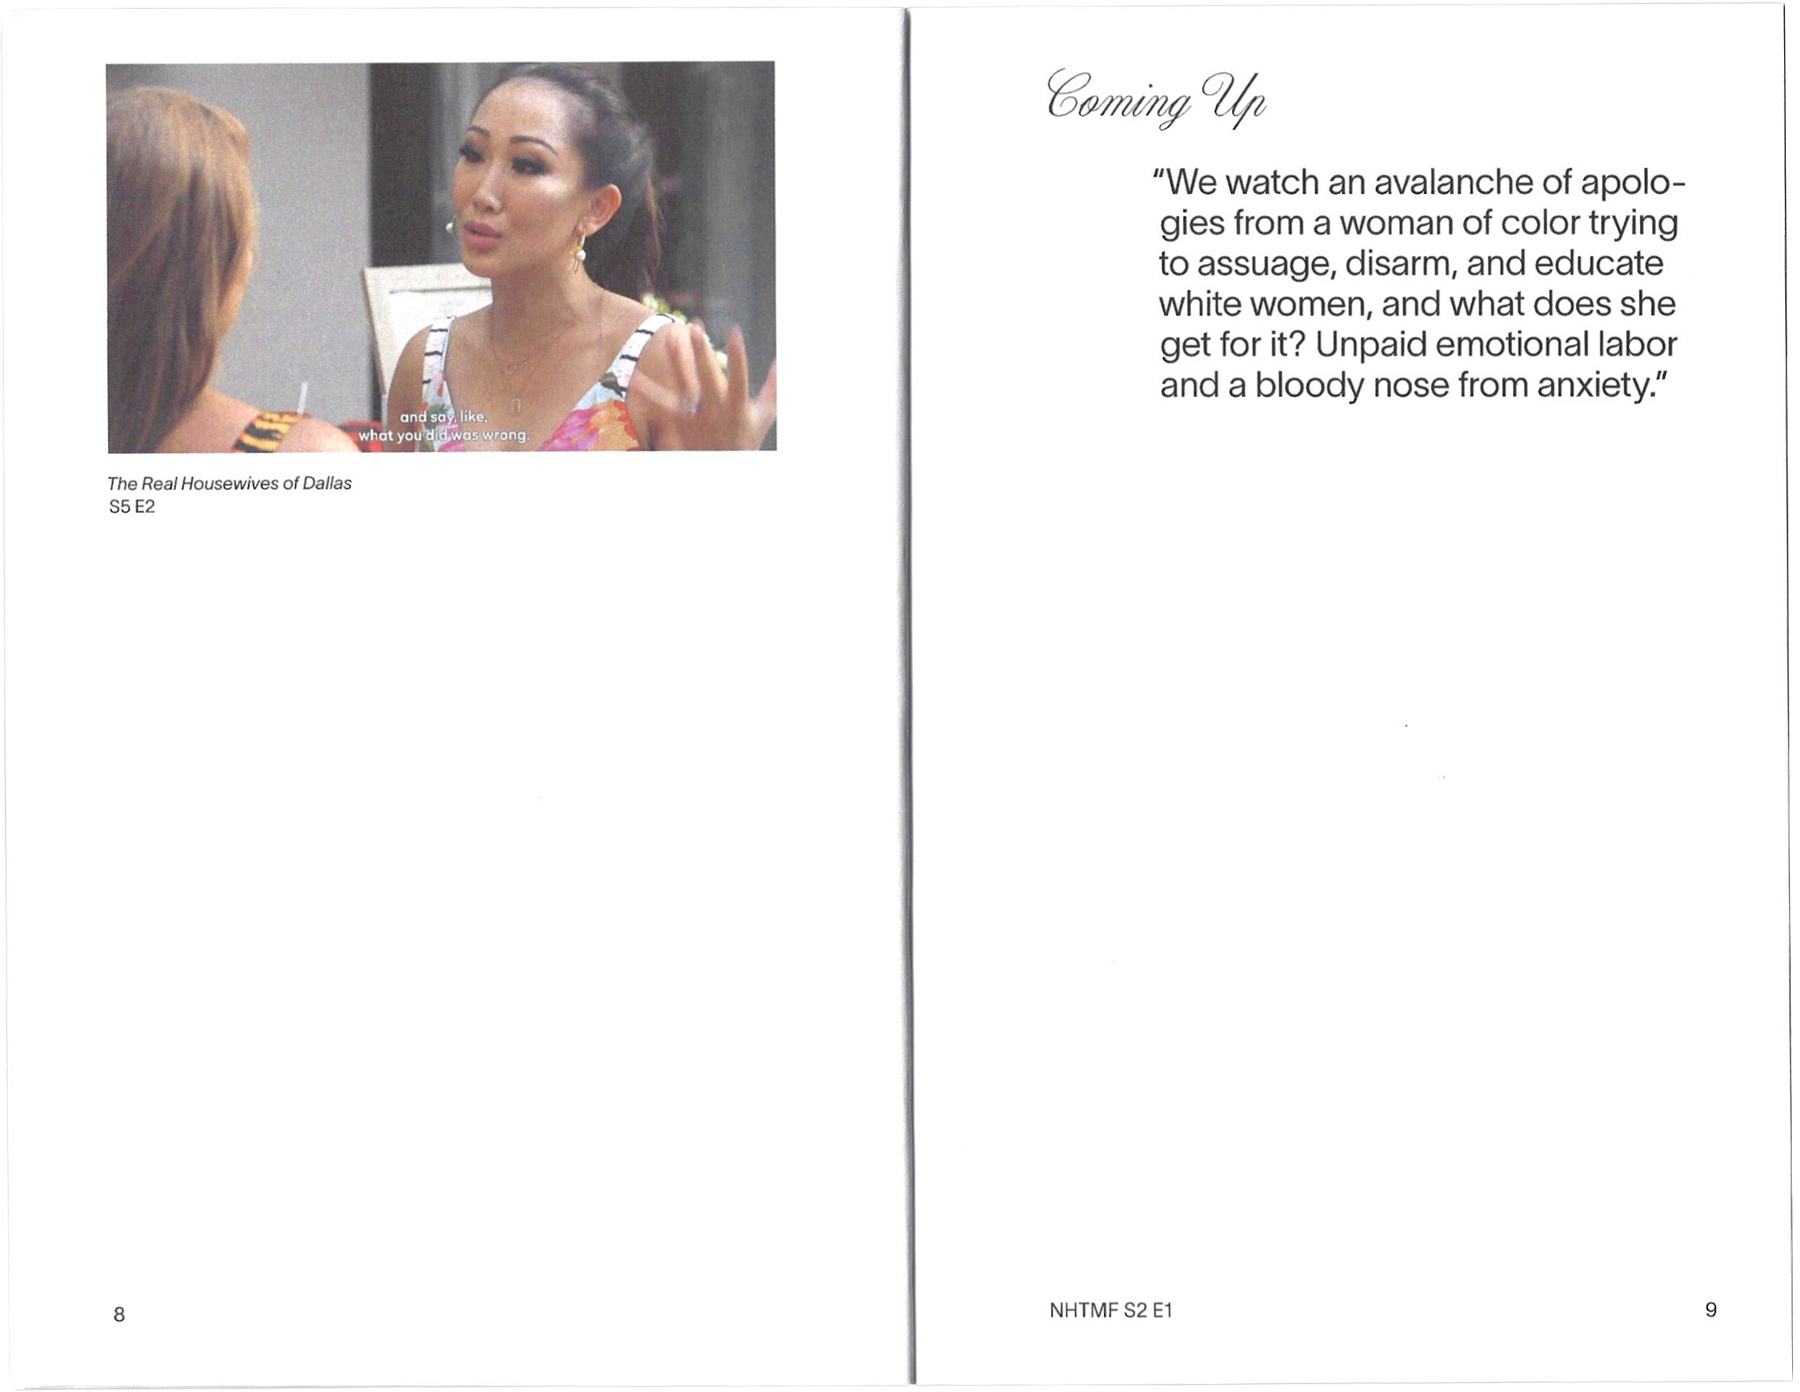 and say, like,
what you did was wrong.
The Real Housewives of Dallas
S5 E2
8
Coming Up
“We watch an avalanche of apolo-
gies from a woman of color trying
to assuage, disarm, and educate
white women, and what does she
get for it? Unpaid emotional labor
and a bloody nose from anxiety.”
NHTMF S2 E1
9